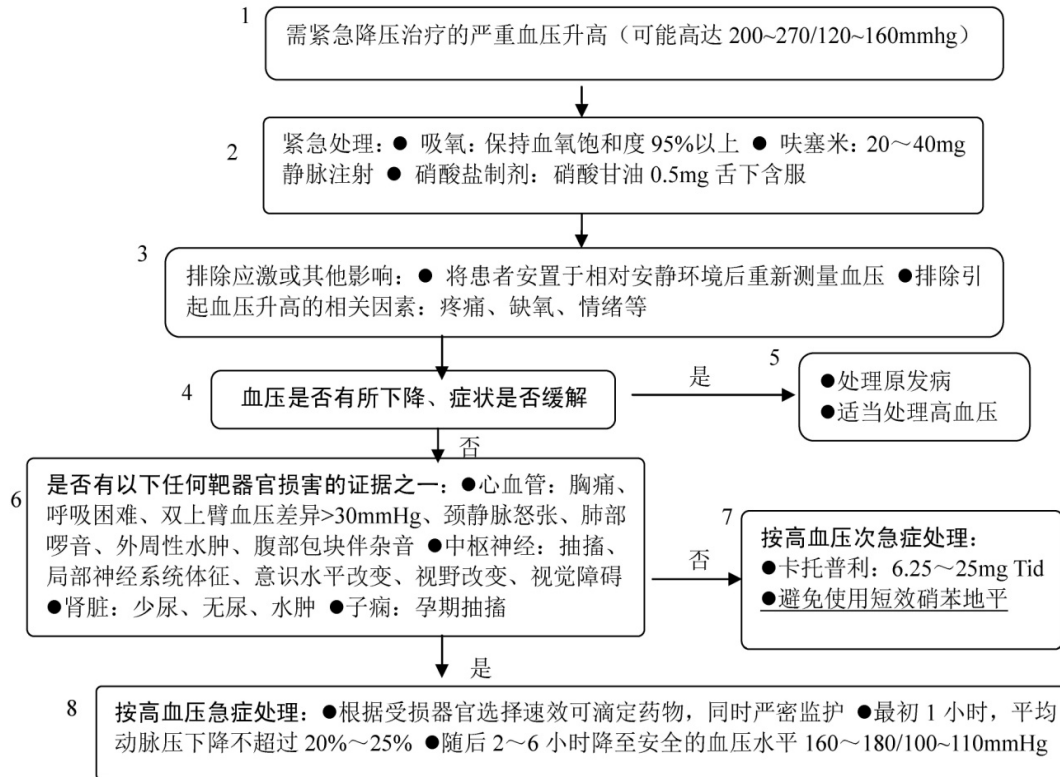 1
需紧急降压治疗的严重血压升高（可能高达 200~270/120~160mmhg）
2
紧急处理：● 吸氧：保持血氧饱和度 95%以上 ● 呋塞米：20～40mg
静脉注射 ● 硝酸盐制剂：硝酸甘油 0.5mg 舌下含服
3
排除应激或其他影响：● 将患者安置于相对安静环境后重新测量血压 ●排除引
起血压升高的相关因素：疼痛、缺氧、情绪等
4
血压是否有所下降、症状是否缓解
是
5
●处理原发病
●适当处理高血压
否
6
是否有以下任何靶器官损害的证据之一：●心血管：胸痛、
呼吸困难、双上臂血压差异>30mmHg、颈静脉怒张、肺部
啰音、外周性水肿、腹部包块伴杂音 ●中枢神经：抽搐、
局部神经系统体征、意识水平改变、视野改变、视觉障碍
●肾脏：少尿、无尿、水肿 ●子痫：孕期抽搐
否
7
按高血压次急症处理：
●卡托普利：6.25～25mg Tid
●避免使用短效硝苯地平
是
8
按高血压急症处理：●根据受损器官选择速效可滴定药物，同时严密监护 ●最初 1 小时，平均
动脉压下降不超过 20%～25% ●随后 2～6 小时降至安全的血压水平 160～180/100~110mmHg